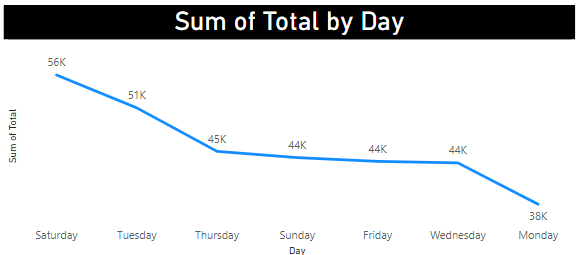 Sum of Total by Day
56K
51K
45K
44K
44K
44K
38K
Sum of Total
Saturday Tuesday Thursday Sunday Friday Wednesday Monday
Day